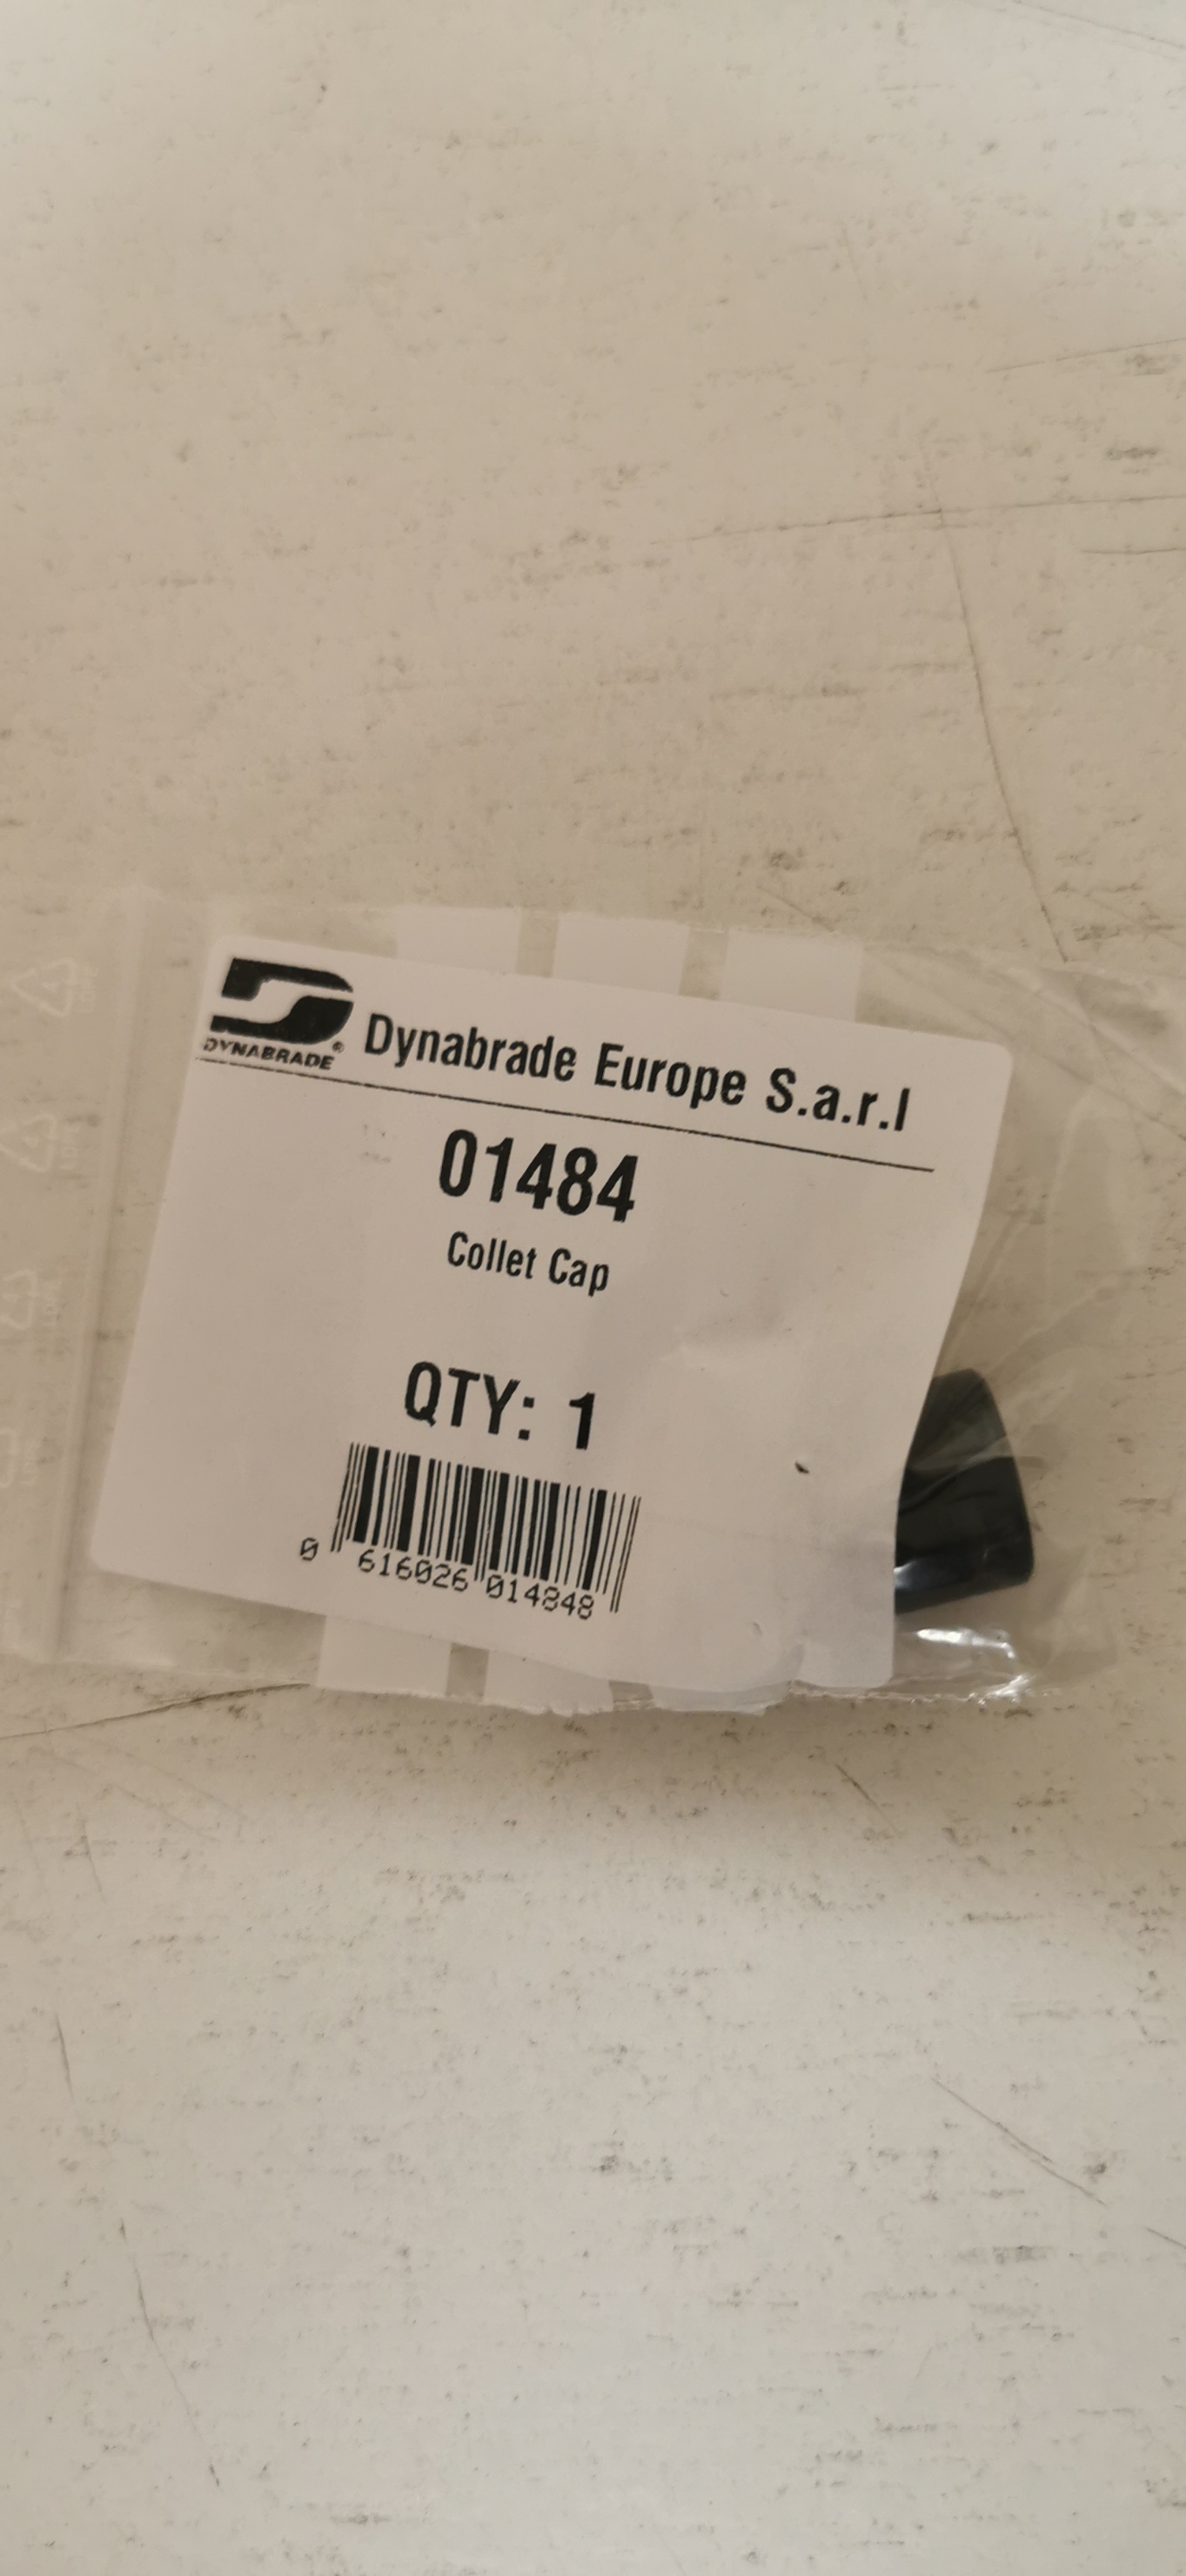 DYNABRADE®
Dynabrade Europe S.a.r.l
01484
Collet Cap
QTY: 1
0 616026 014848